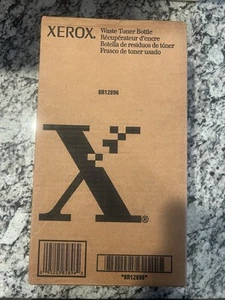 XEROX.
Waste Toner Bottle
Récupérateur d'encre
Botella de residuos de tóner
Frasco de toner usado
8R12896
X®
*8R12896*